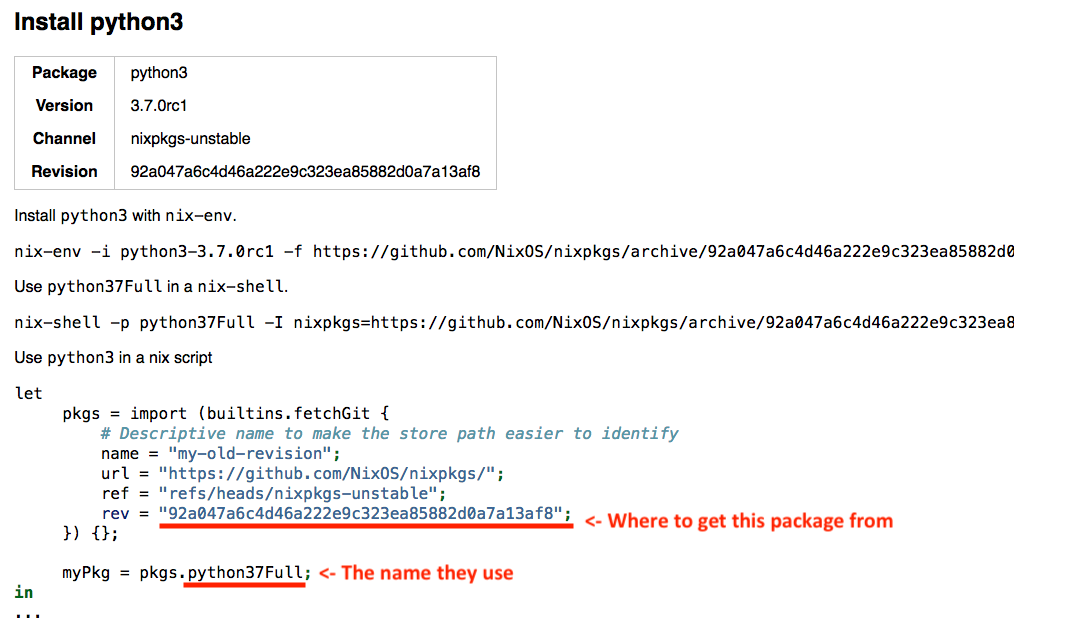 Install python3
Package python3
Version 3.7.0rc1
Channel nixpkgs-unstable
Revision 92a047a6c4d46a222e9c323ea85882d0a7a13af8
Install python3 with nix-env.
nix-env -i python3-3.7.0rc1 -f https://github.com/NixOS/nixpkgs/archive/92a047a6c4d46a222e9c323ea85882d0
Use python37Full in a nix-shell.
nix-shell -p python37Full -I nixpkgs=https://github.com/NixOS/nixpkgs/archive/92a047a6c4d46a222e9c323ea8
Use python3 in a nix script
let
pkgs = import (builtins.fetchGit {
# Descriptive name to make the store path easier to identify
name = "my-old-revision";
url = "https://github.com/NixOS/nixpkgs/";
ref = "refs/heads/nixpkgs-unstable";
rev = "92a047a6c4d46a222e9c323ea85882d0a7a13af8"; <- Where to get this package from
}) {};
myPkg = pkgs.python37Full; <- The name they use
in
...